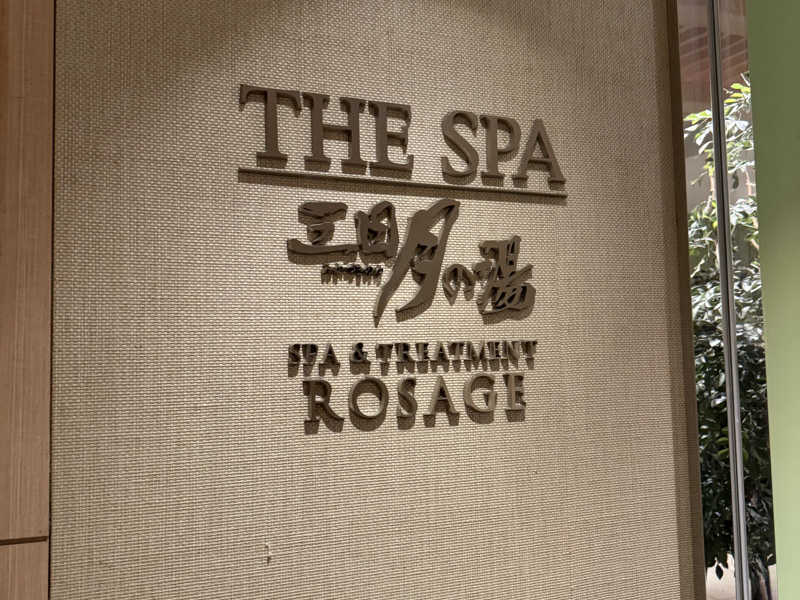 THE SPA
三日月の湯
SPA & TREATMENT
ROSAGE